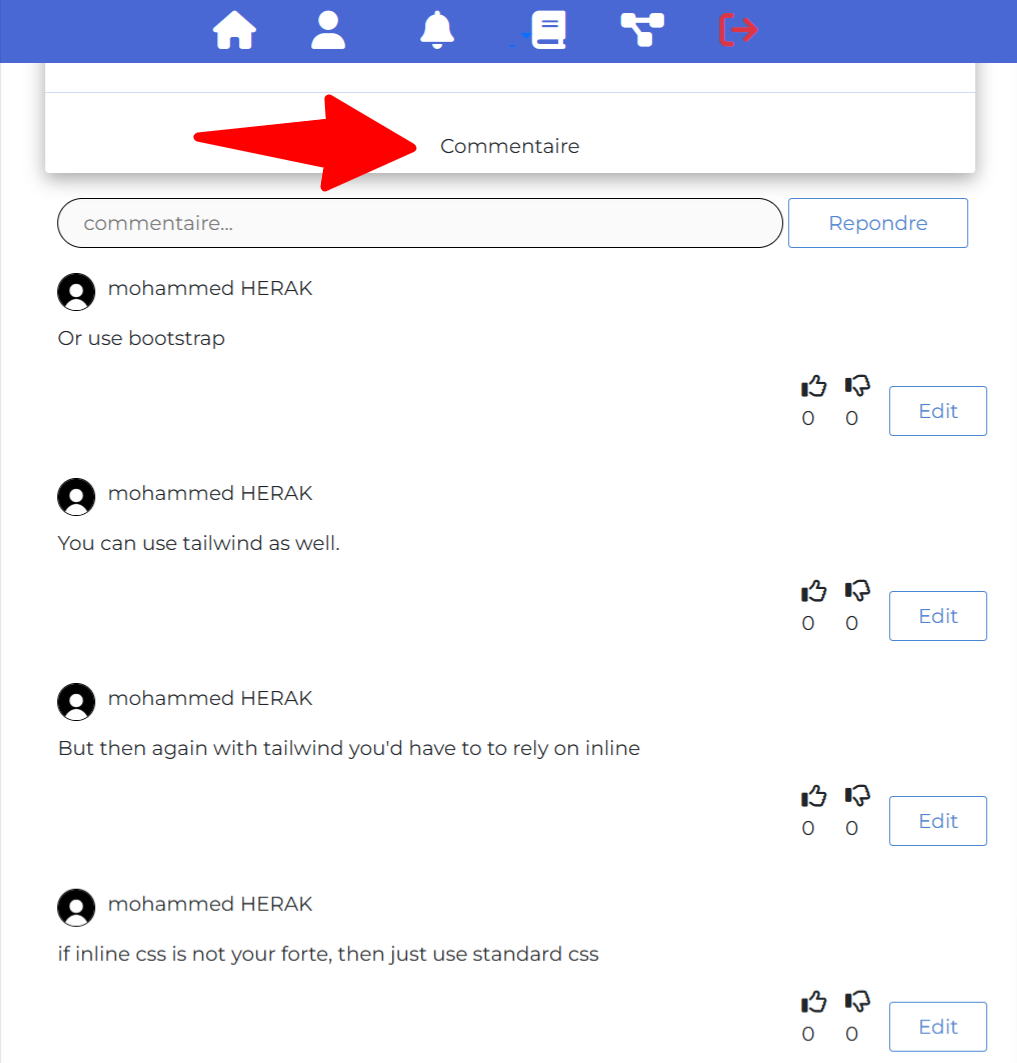 Commentaire
commentaire...
Repondre
mohammed HERAK
Or use bootstrap
0 0
Edit
mohammed HERAK
You can use tailwind as well.
0 0
Edit
mohammed HERAK
But then again with tailwind you'd have to to rely on inline
0 0
Edit
mohammed HERAK
if inline css is not your forte, then just use standard css
0 0
Edit